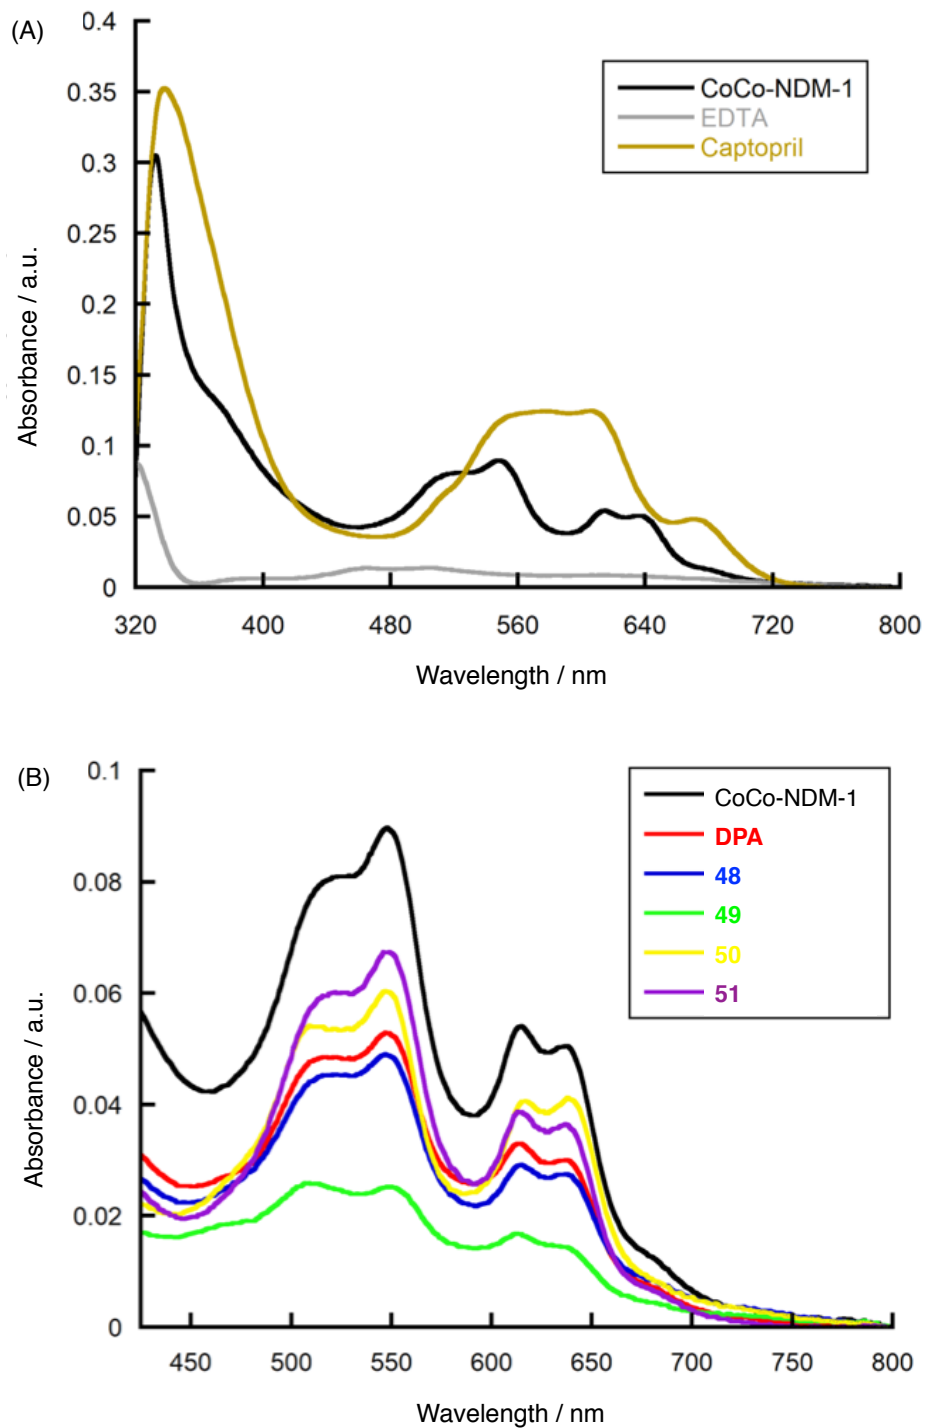 (A)
0.4
0.35
0.3
0.25
0.2
0.15
0.1
0.05
0
Absorbance / a.u.
CoCo-NDM-1
EDTA
Captopril
320 400 480 560 640 720 800
Wavelength / nm
(B)
0.1
0.08
0.06
0.04
0.02
0
Absorbance / a.u.
CoCo-NDM-1
DPA
48
49
50
51
450 500 550 600 650 700 750 800
Wavelength / nm